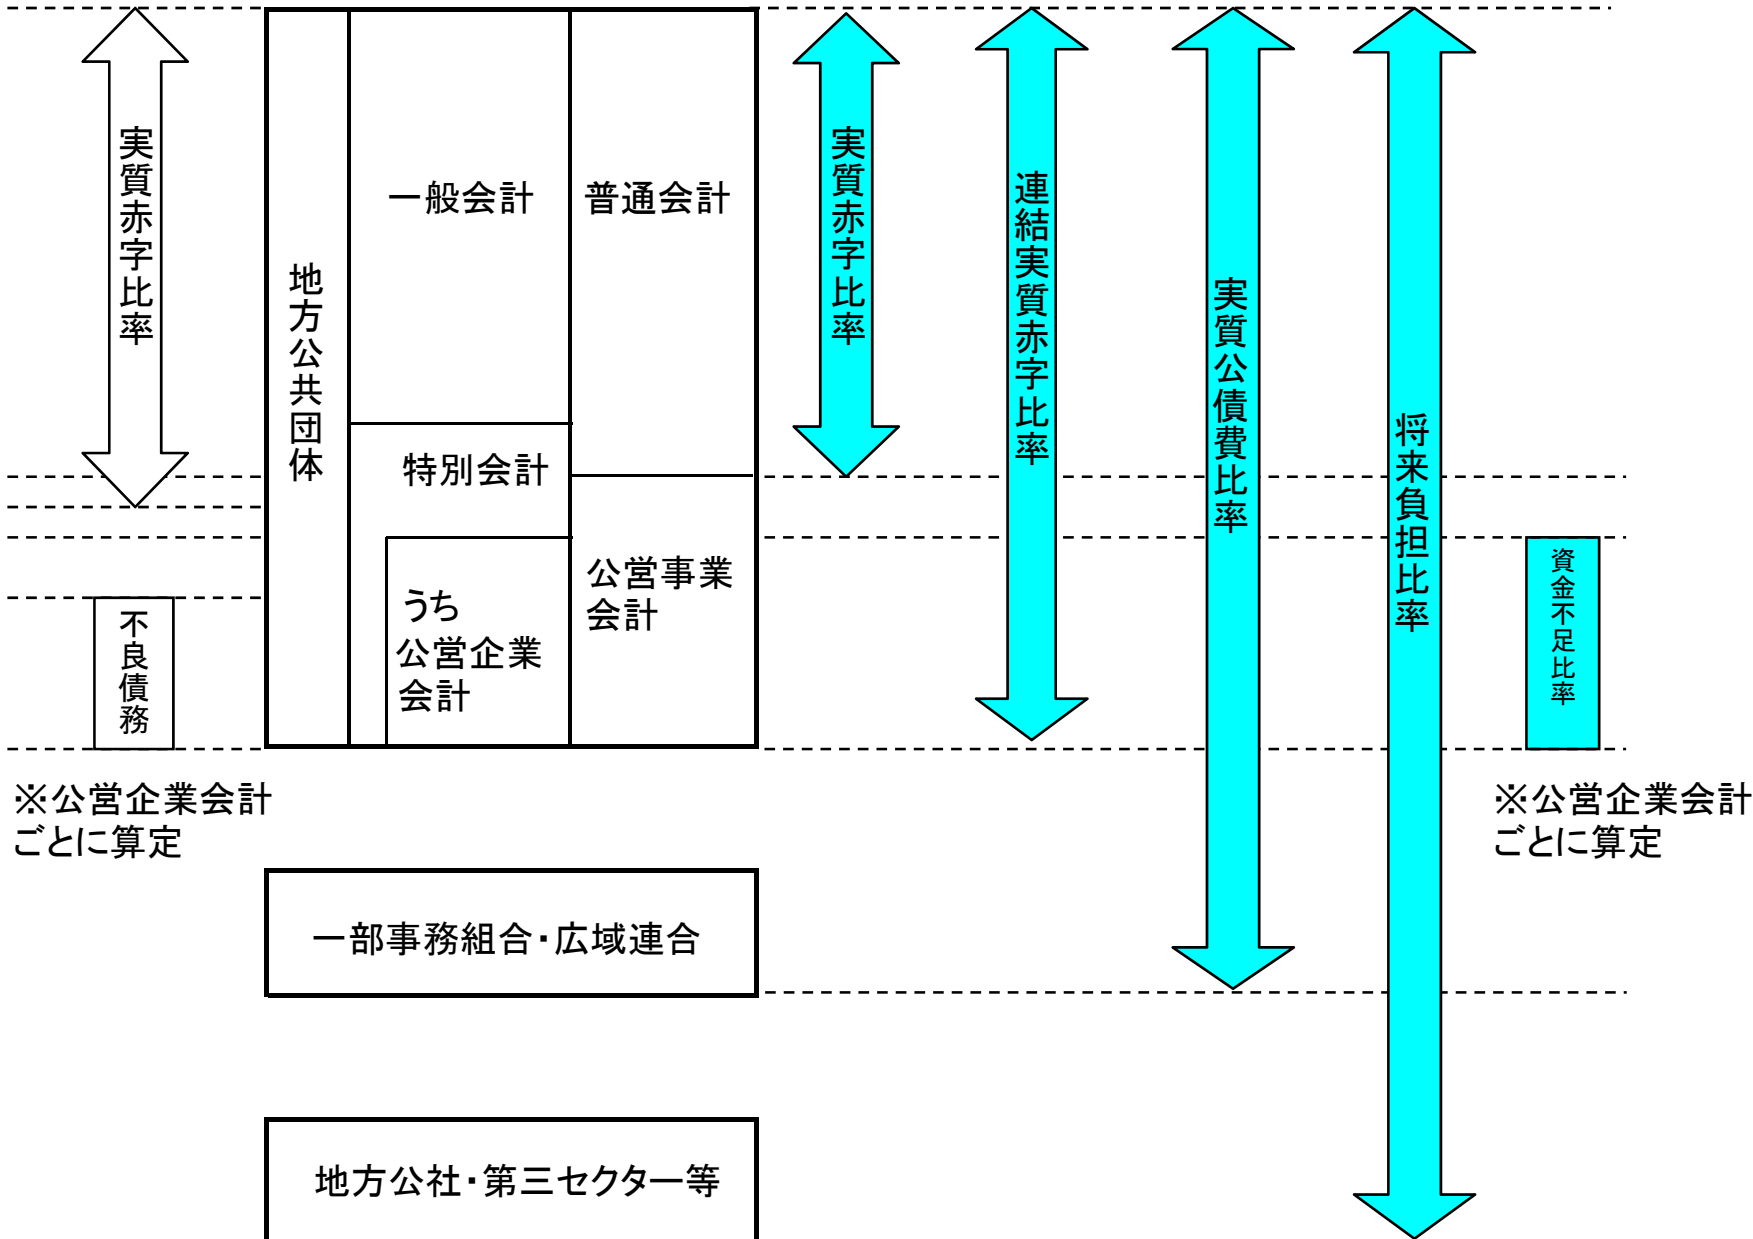 実質赤字比率
不良債務
※公営企業会計
ごとに算定
地方公共団体
一般会計
普通会計
特別会計
うち
公営企業
会計
公営事業
会計
一部事務組合・広域連合
地方公社・第三セクター等
実質赤字比率
連結実質赤字比率
実質公債費比率
将来負担比率
資金不足比率
※公営企業会計
ごとに算定